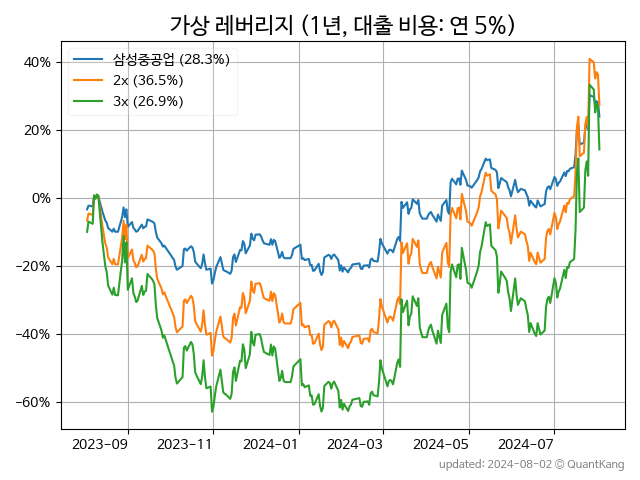 가상 레버리지 (1년, 대출 비용: 연 5%)
삼성중공업 (28.3%)
2x (36.5%)
3x (26.9%)
40%
20%
0%
−20%
−40%
−60%
2023-09
2023-11
2024-01
2024-03
2024-05
2024-07
updated: 2024-08-02 © QuantKang